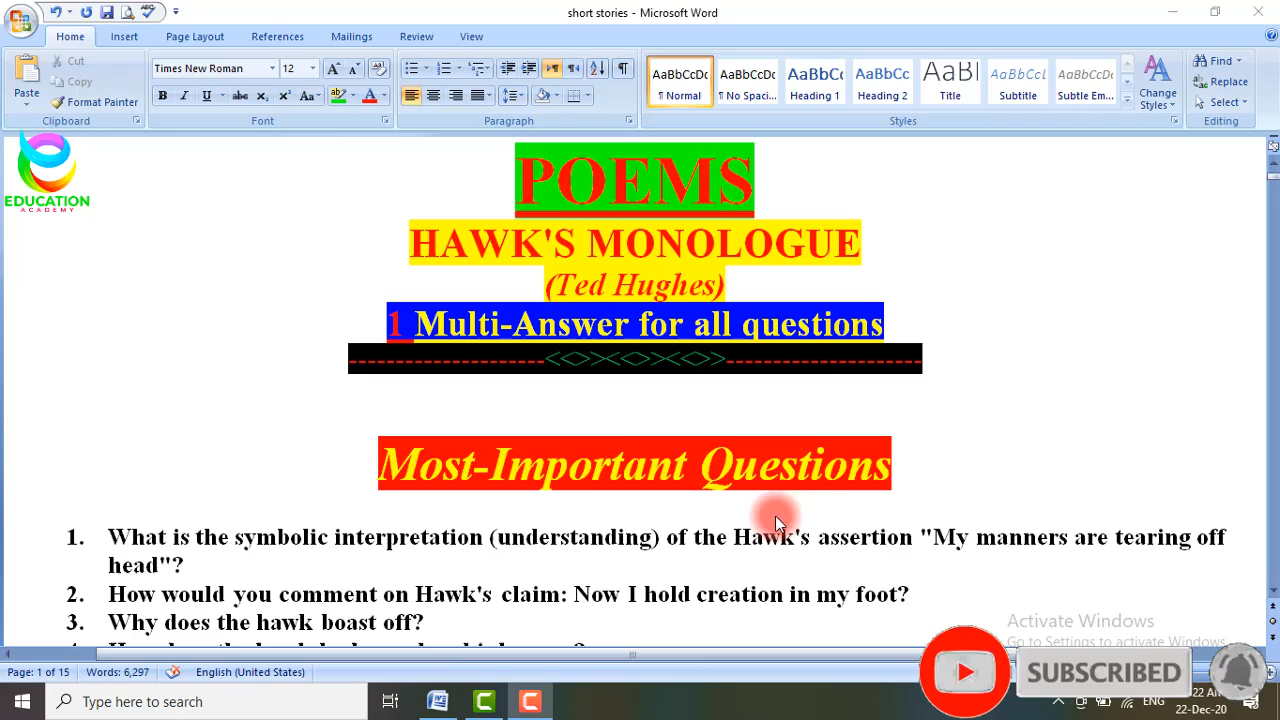 short stories - Microsoft Word
Home Insert Page Layout References Mailings Review View
Cut
Copy
Paste
Format Painter
Clipboard
Times New Roman 12
Font
Paragraph
AaBbCcDc AaBbCcDc AaBbC AaBbCc AaBl AaBbCcL AaBbCcDc
¶ Normal ¶ No Spaci... Heading 1 Heading 2 Title Subtitle Subtle Em...
Change Styles
Styles
Find
Replace
Select
Editing
EDUCATION
ACADEMY
POEMS
HAWK'S MONOLOGUE
(Ted Hughes)
1 Multi-Answer for all questions
--------------------<<>><<>><<>>--------------------
Most-Important Questions
1. What is the symbolic interpretation (understanding) of the Hawk's assertion "My manners are tearing off
head"?
2. How would you comment on Hawk's claim: Now I hold creation in my foot?
3. Why does the hawk boast off?
Activate Windows
Go to Settings to activate Windows.
SUBSCRIBED
Page: 1 of 15 Words: 6,297 English (United States)
Type here to search
ENG
22-Dec-20